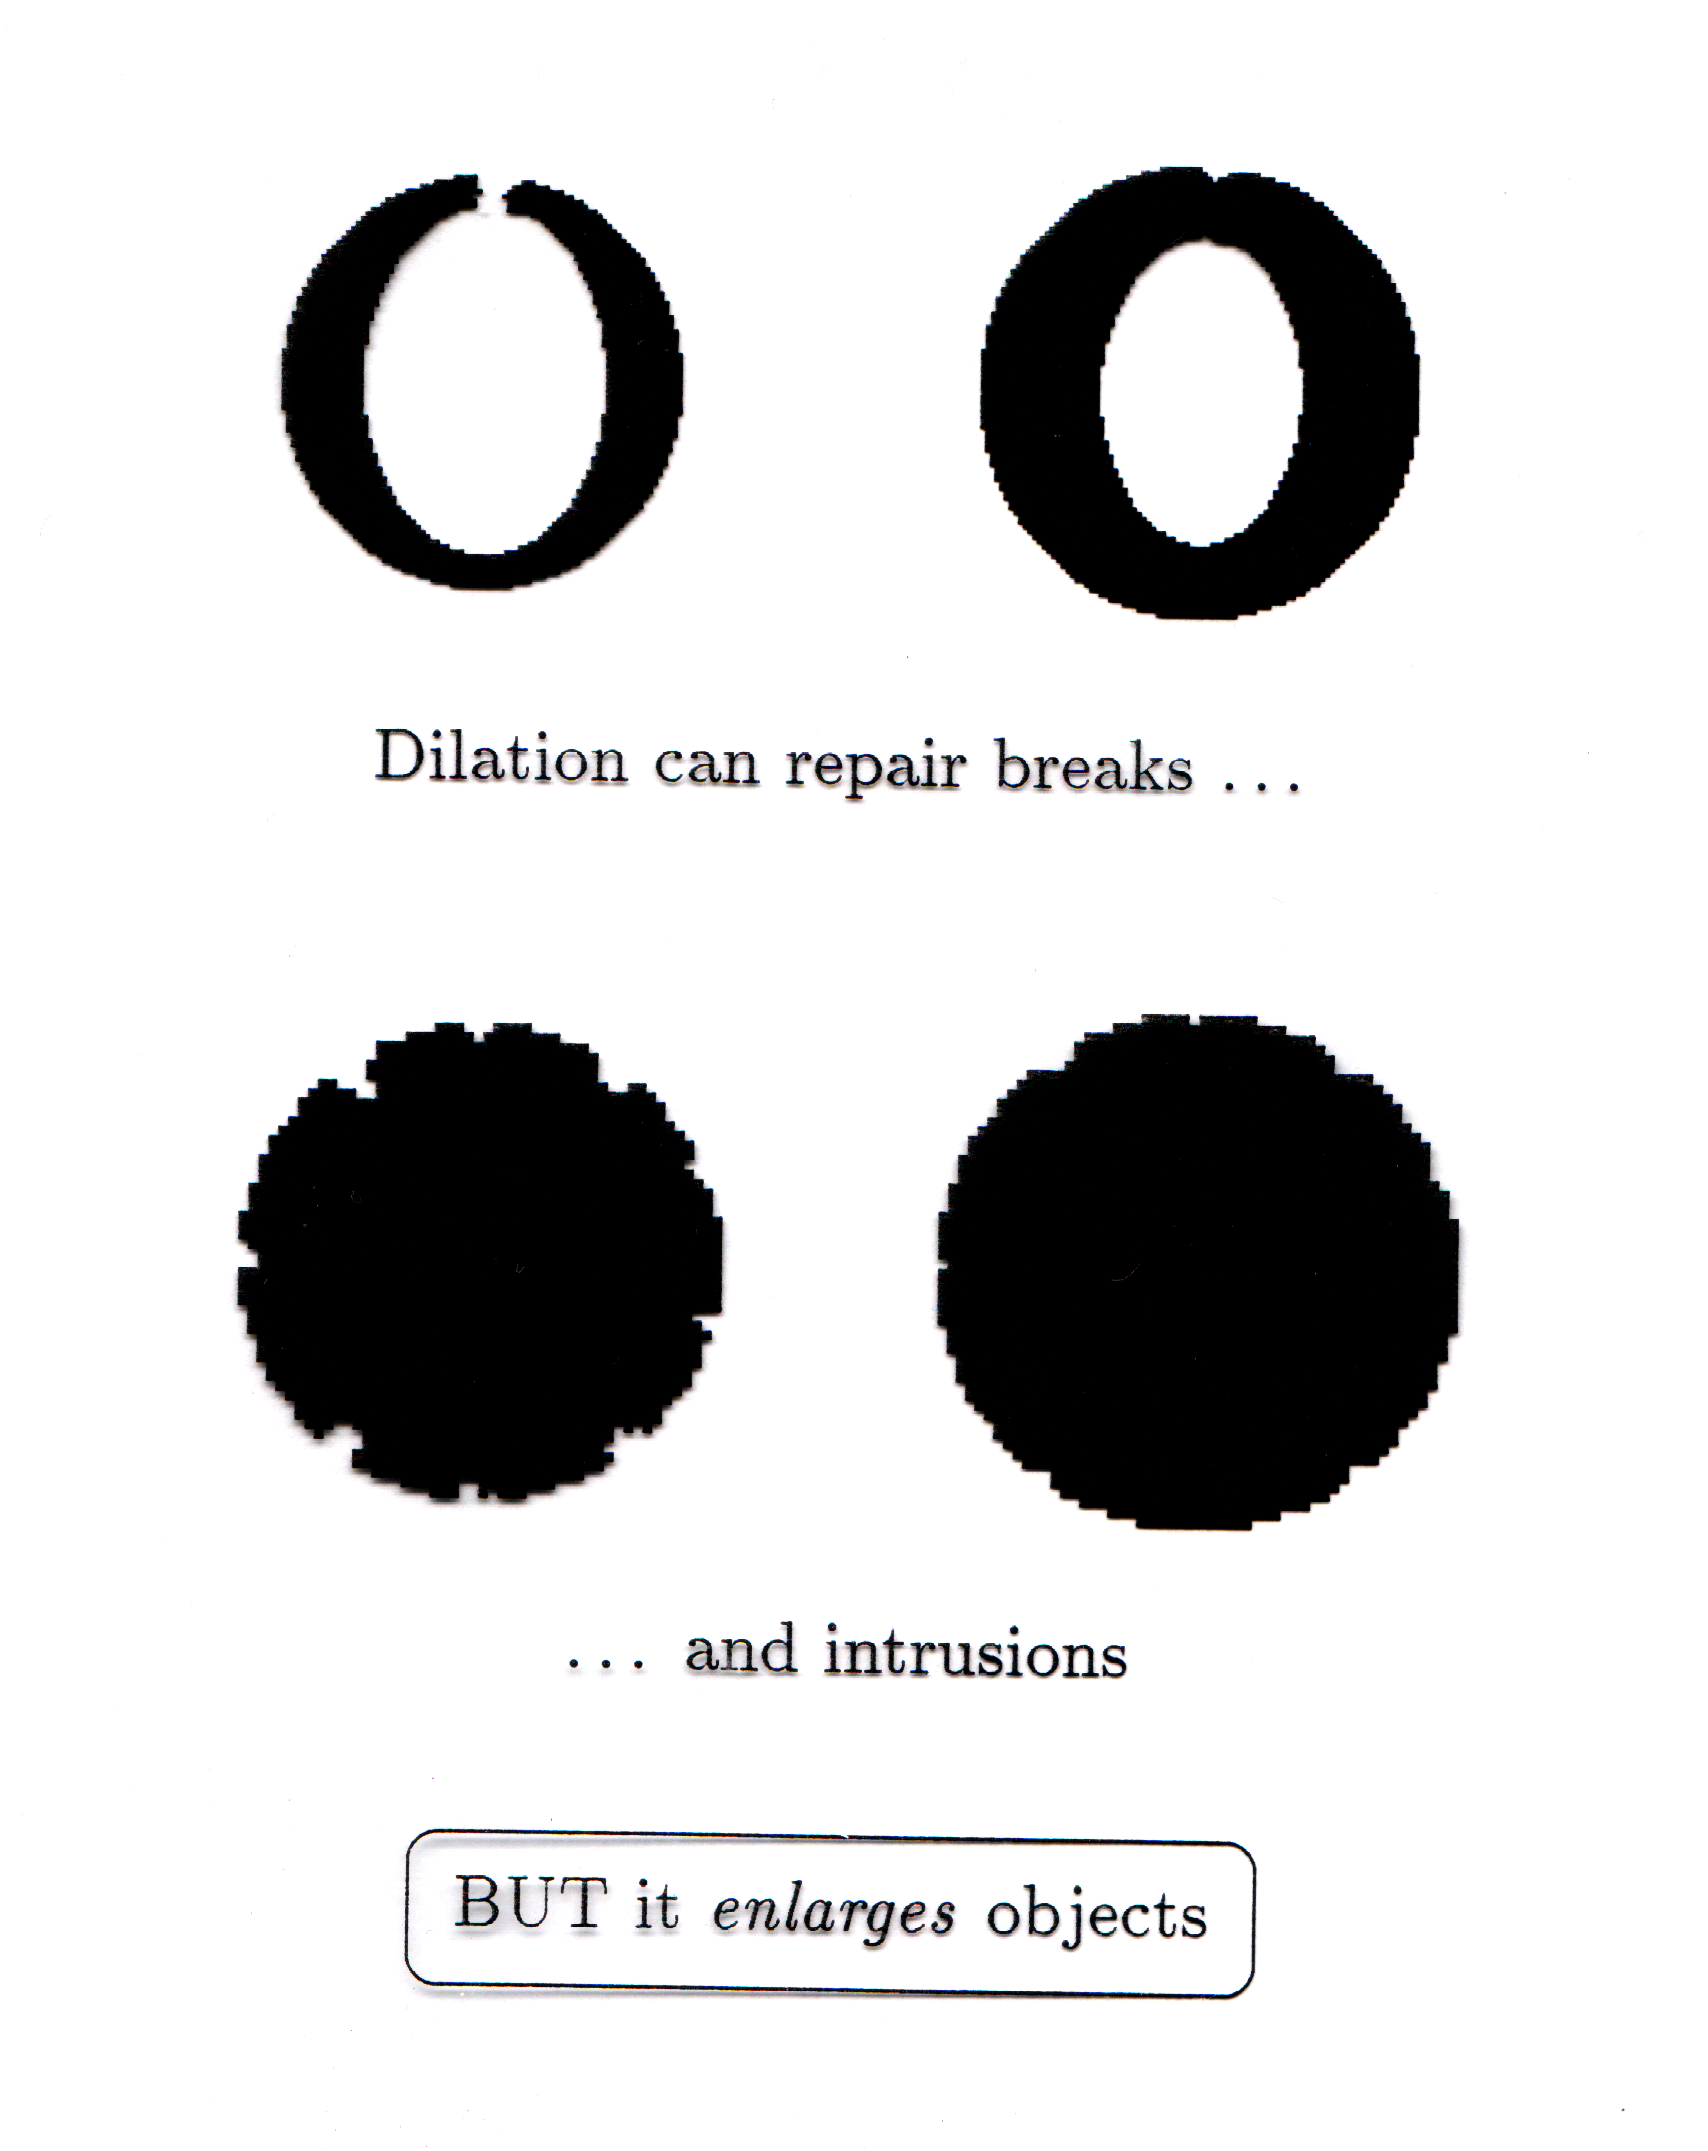 Dilation can repair breaks ...
... and intrusions
BUT it enlarges objects